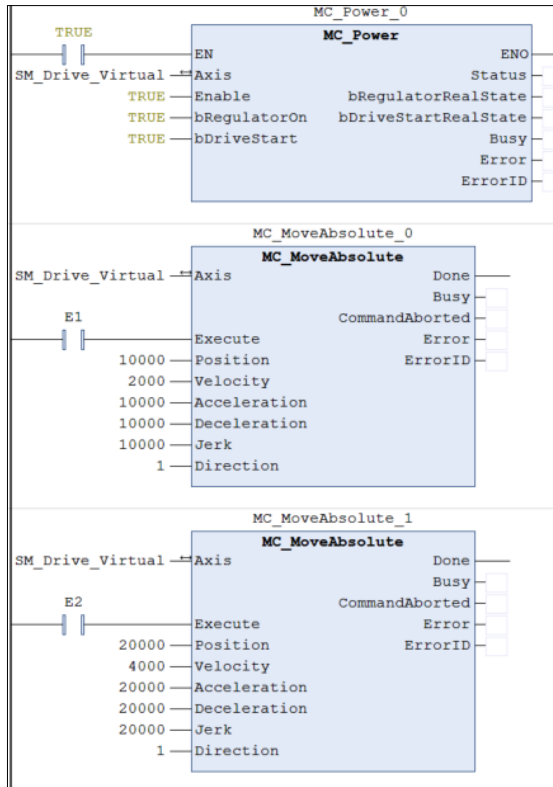 MC_Power_0
TRUE MC_Power
EN ENO
SM_Drive_Virtual Axis Status
TRUE Enable bRegulatorRealState
TRUE bRegulatorOn bDriveStartRealState
TRUE bDriveStart Busy
Error
ErrorID
MC_MoveAbsolute_0
MC_MoveAbsolute
SM_Drive_Virtual Axis Done
Busy
E1 CommandAborted
Execute Error
10000 Position ErrorID
2000 Velocity
10000 Acceleration
10000 Deceleration
10000 Jerk
1 Direction
MC_MoveAbsolute_1
MC_MoveAbsolute
SM_Drive_Virtual Axis Done
Busy
E2 CommandAborted
Execute Error
20000 Position ErrorID
4000 Velocity
20000 Acceleration
20000 Deceleration
20000 Jerk
1 Direction